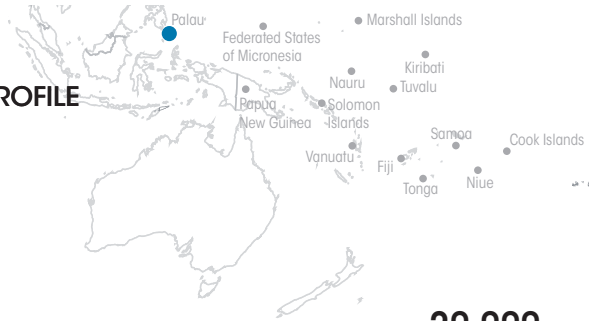 Palau
Marshall Islands
Federated States
of Micronesia
Kiribati
Nauru
Tuvalu
Papua
New Guinea
Solomon
Islands
Samoa
Cook Islands
Vanuatu
Fiji
Niue
Tonga